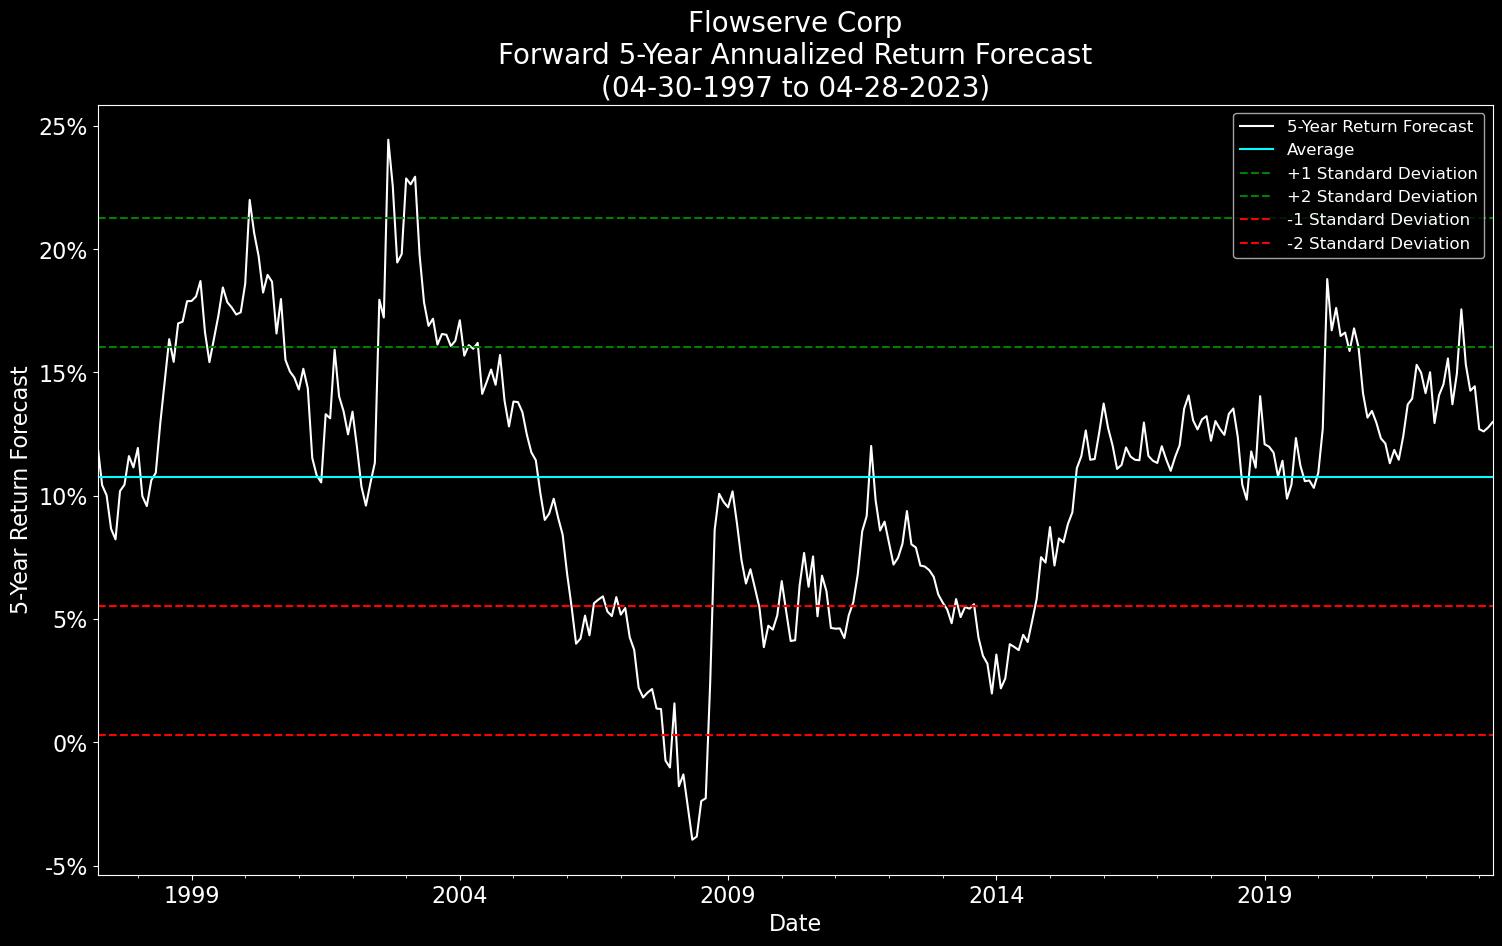 Flowserve Corp
Forward 5-Year Annualized Return Forecast
(04-30-1997 to 04-28-2023)
5-Year Return Forecast
25%
20%
15%
10%
5%
0%
-5%
5-Year Return Forecast
Average
+1 Standard Deviation
+2 Standard Deviation
-1 Standard Deviation
-2 Standard Deviation
1999 2004 2009 2014 2019
Date